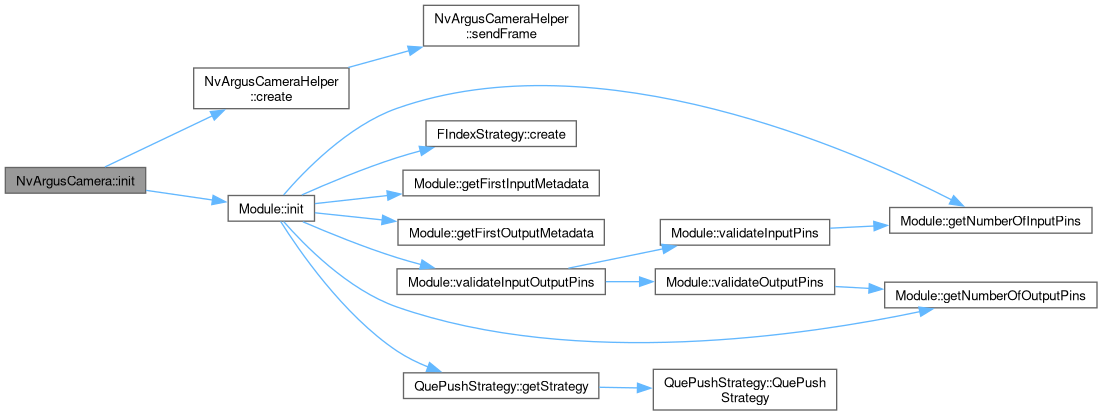 NvArgusCameraHelper
::sendFrame
NvArgusCameraHelper
::create
FIndexStrategy::create
NvArgusCamera::init
Module::getFirstInputMetadata
Module::init
Module::getNumberOfInputPins
Module::getFirstOutputMetadata
Module::validateInputPins
Module::validateInputOutputPins
Module::validateOutputPins
Module::getNumberOfOutputPins
QuePushStrategy::getStrategy
QuePushStrategy::QuePush
Strategy